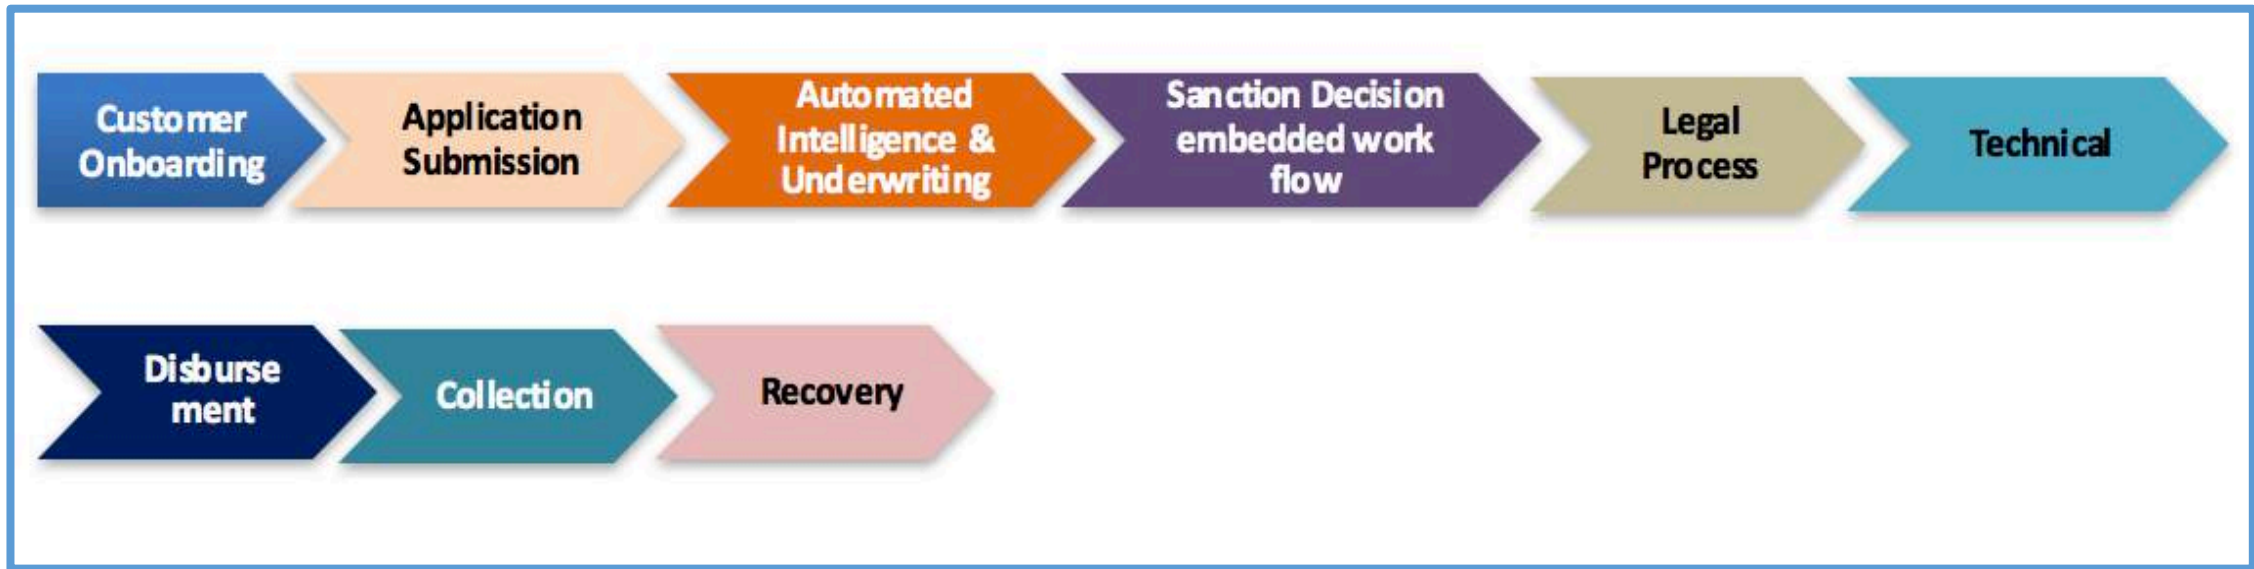 Customer
Onboarding
Application
Submission
Automated
Intelligence &
Underwriting
Sanction Decision
embedded work
flow
Legal
Process
Technical
Disburse
ment
Collection
Recovery